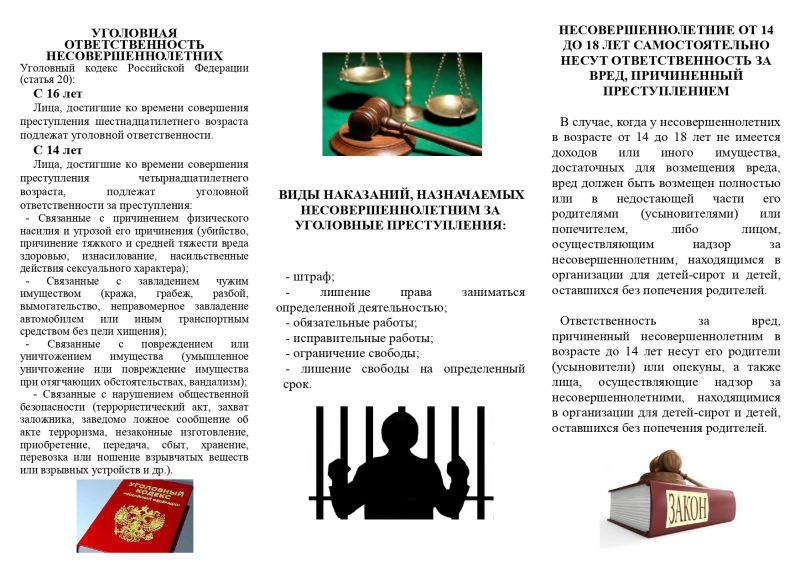 УГОЛОВНАЯ
ОТВЕТСТВЕННОСТЬ
НЕСОВЕРШЕННОЛЕТНИХ
Уголовный кодекс Российской Федерации
(статья 20):
С 16 лет
Лица, достигшие ко времени совершения
преступления шестнадцатилетнего возраста
подлежат уголовной ответственности.
С 14 лет
Лица, достигшие ко времени совершения
преступления четырнадцатилетнего
возраста, подлежат уголовной
ответственности за преступления:
- Связанные с причинением физического
насилия и угрозой его причинения (убийство,
причинение тяжкого и средней тяжести вреда
здоровью, изнасилование, насильственные
действия сексуального характера);
- Связанные с завладением чужим
имуществом (кража, грабеж, разбой,
вымогательство, неправомерное завладение
автомобилем или иным транспортным
средством без цели хищения);
- Связанные с повреждением или
уничтожением имущества (умышленное
уничтожение или повреждение имущества
при отягчающих обстоятельствах, вандализм);
- Связанные с нарушением общественной
безопасности (террористический акт, захват
заложника, заведомо ложное сообщение об
акте терроризма, незаконные изготовление,
приобретение, передача, сбыт, хранение,
перевозка или ношение взрывчатых веществ
или взрывных устройств и др.).
УГОЛОВНЫЙ
КОДЕКС
РОССИЙСКОЙ ФЕДЕРАЦИИ
ВИДЫ НАКАЗАНИЙ, НАЗНАЧАЕМЫХ
НЕСОВЕРШЕННОЛЕТНИМ ЗА
УГОЛОВНЫЕ ПРЕСТУПЛЕНИЯ:
- штраф;
- лишение права заниматься
определенной деятельностью;
- обязательные работы;
- исправительные работы;
- ограничение свободы;
- лишение свободы на определенный
срок.
НЕСОВЕРШЕННОЛЕТНИЕ ОТ 14
ДО 18 ЛЕТ САМОСТОЯТЕЛЬНО
НЕСУТ ОТВЕТСТВЕННОСТЬ ЗА
ВРЕД, ПРИЧИНЕННЫЙ
ПРЕСТУПЛЕНИЕМ
В случае, когда у несовершеннолетних
в возрасте от 14 до 18 лет не имеется
доходов или иного имущества,
достаточных для возмещения вреда,
вред должен быть возмещен полностью
или в недостающей части его
родителями (усыновителями) или
попечителем, либо лицом,
осуществляющим надзор за
несовершеннолетним, находящимся в
организации для детей-сирот и детей,
оставшихся без попечения родителей.
Ответственность за вред,
причиненный несовершеннолетним в
возрасте до 14 лет несут его родители
(усыновители) или опекуны, а также
лица, осуществляющие надзор за
несовершеннолетними, находящимися
в организации для детей-сирот и детей,
оставшихся без попечения родителей.
ЗАКОН